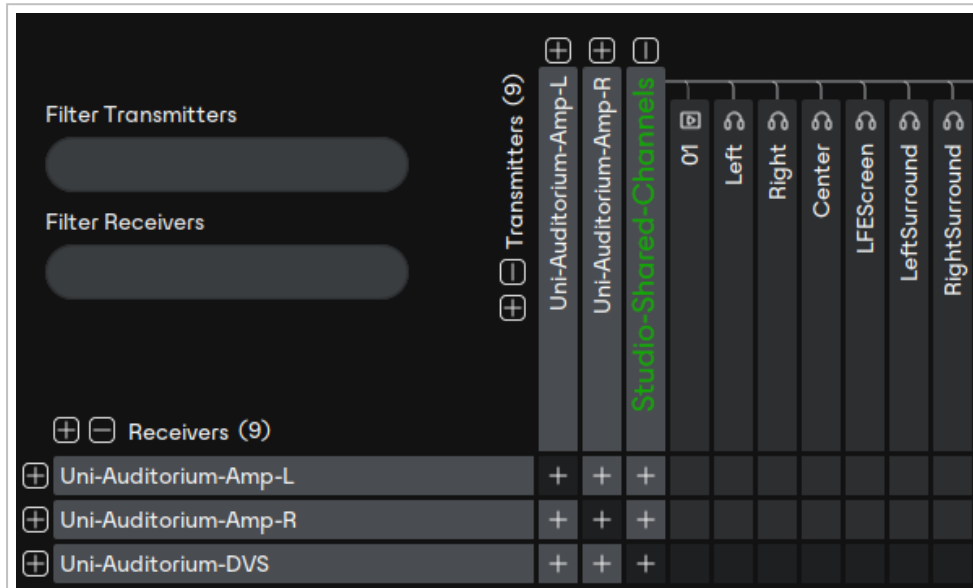 Filter Transmitters
Filter Receivers
Transmitters (9)
Uni-Auditorium-Amp-L
Uni-Auditorium-Amp-R
Studio-Shared-Channels
01
Left
Right
Center
LFEScreen
LeftSurround
RightSurround
Receivers (9)
Uni-Auditorium-Amp-L
Uni-Auditorium-Amp-R
Uni-Auditorium-DVS